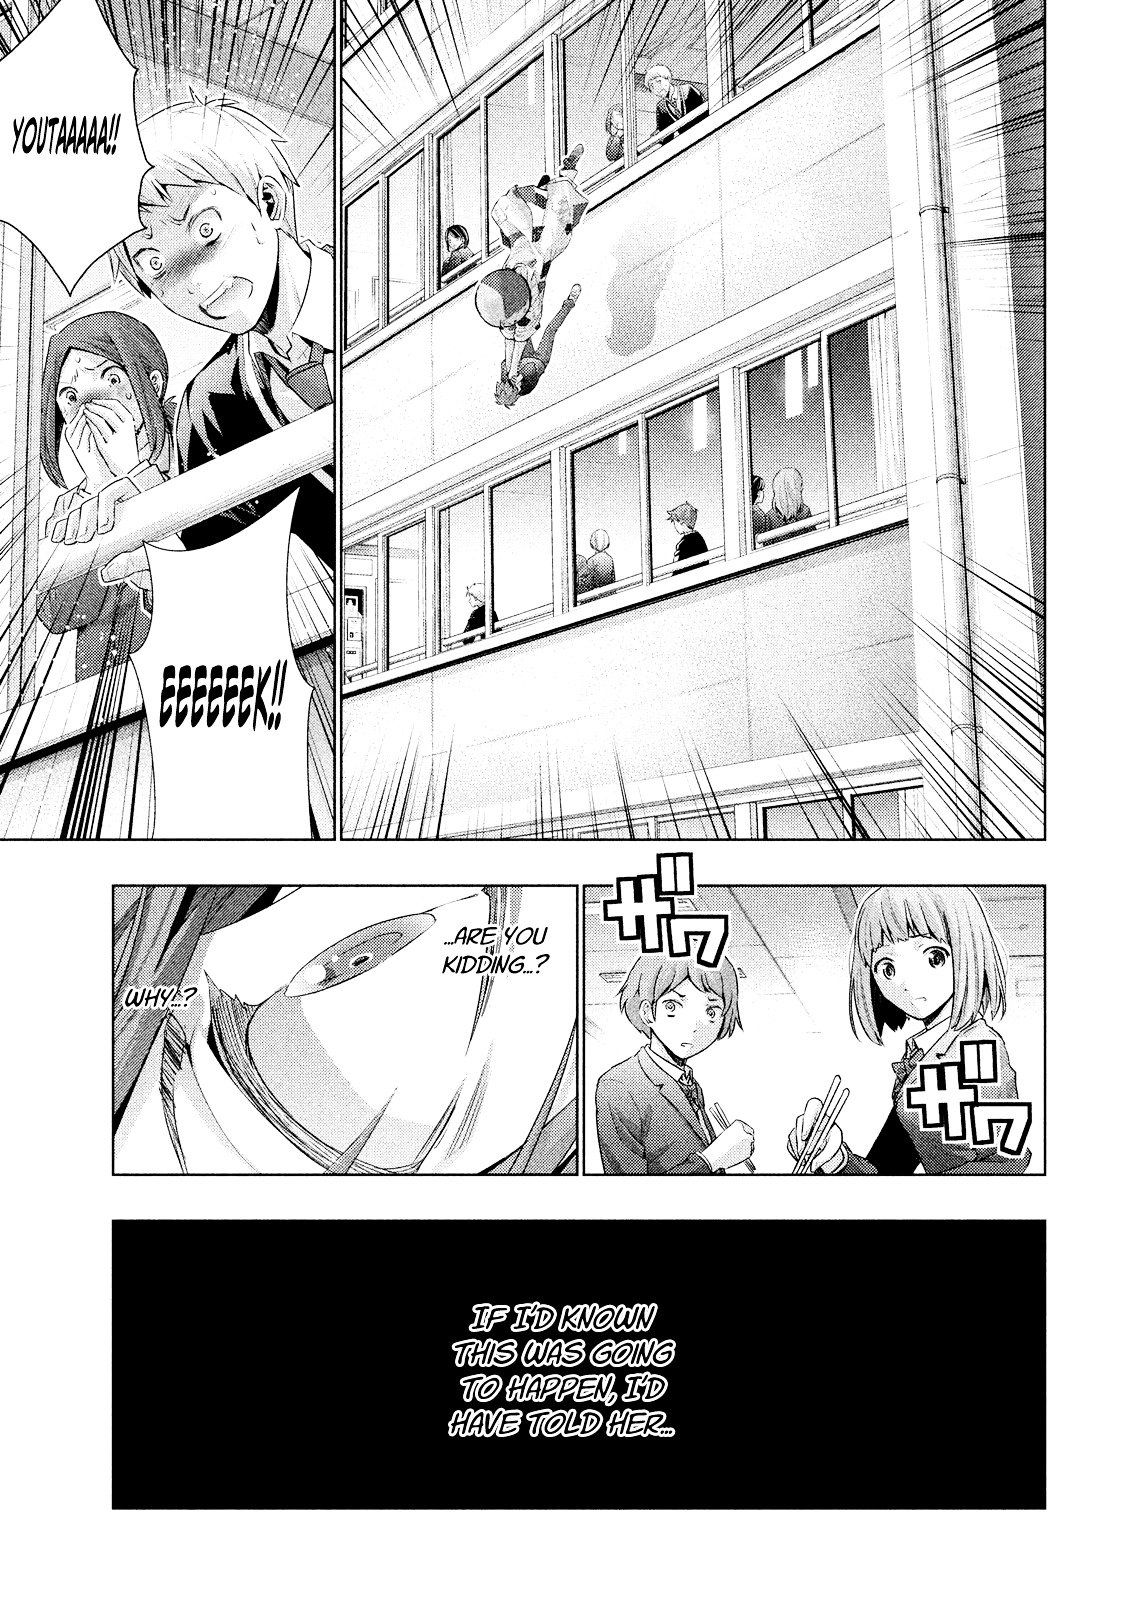 YOUTAAAAA!!
EEEEEEK!!
ザワ
ザワ
...ARE YOU
KIDDING...?
WHY...?
IF I'D KNOWN
THIS WAS GOING
TO HAPPEN, I'D
HAVE TOLD HER...